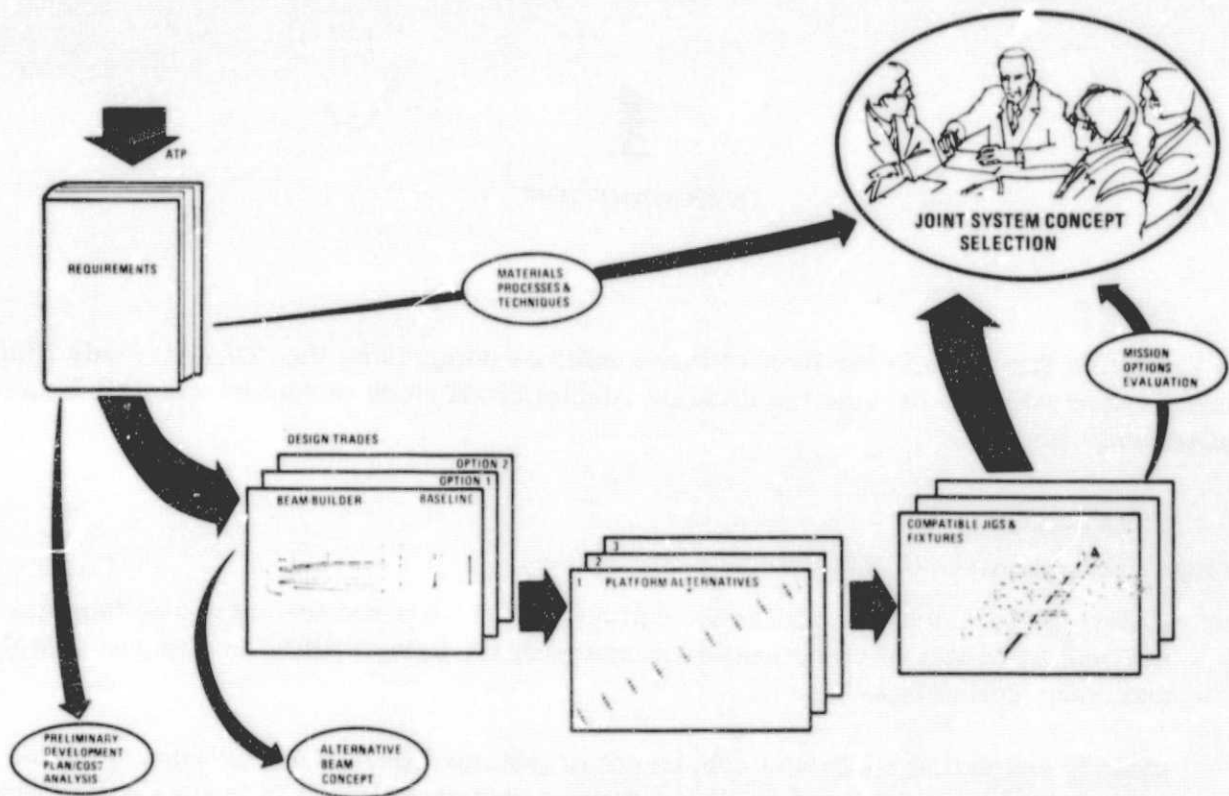 ATP
REQUIREMENTS
MATERIALS
PROCESSES &
TECHNIQUES
JOINT SYSTEM CONCEPT
SELECTION
MISSION
OPTIONS
EVALUATION
DESIGN TRADES
OPTION 2
OPTION 1
BEAM-BUILDER BASELINE
3
2
1 PLATFORM ALTERNATIVES
COMPATIBLE JIGS &
FIXTURES
PRELIMINARY
DEVELOPMENT
PLAN/COST
ANALYSIS
ALTERNATIVE
BEAM
CONCEPT